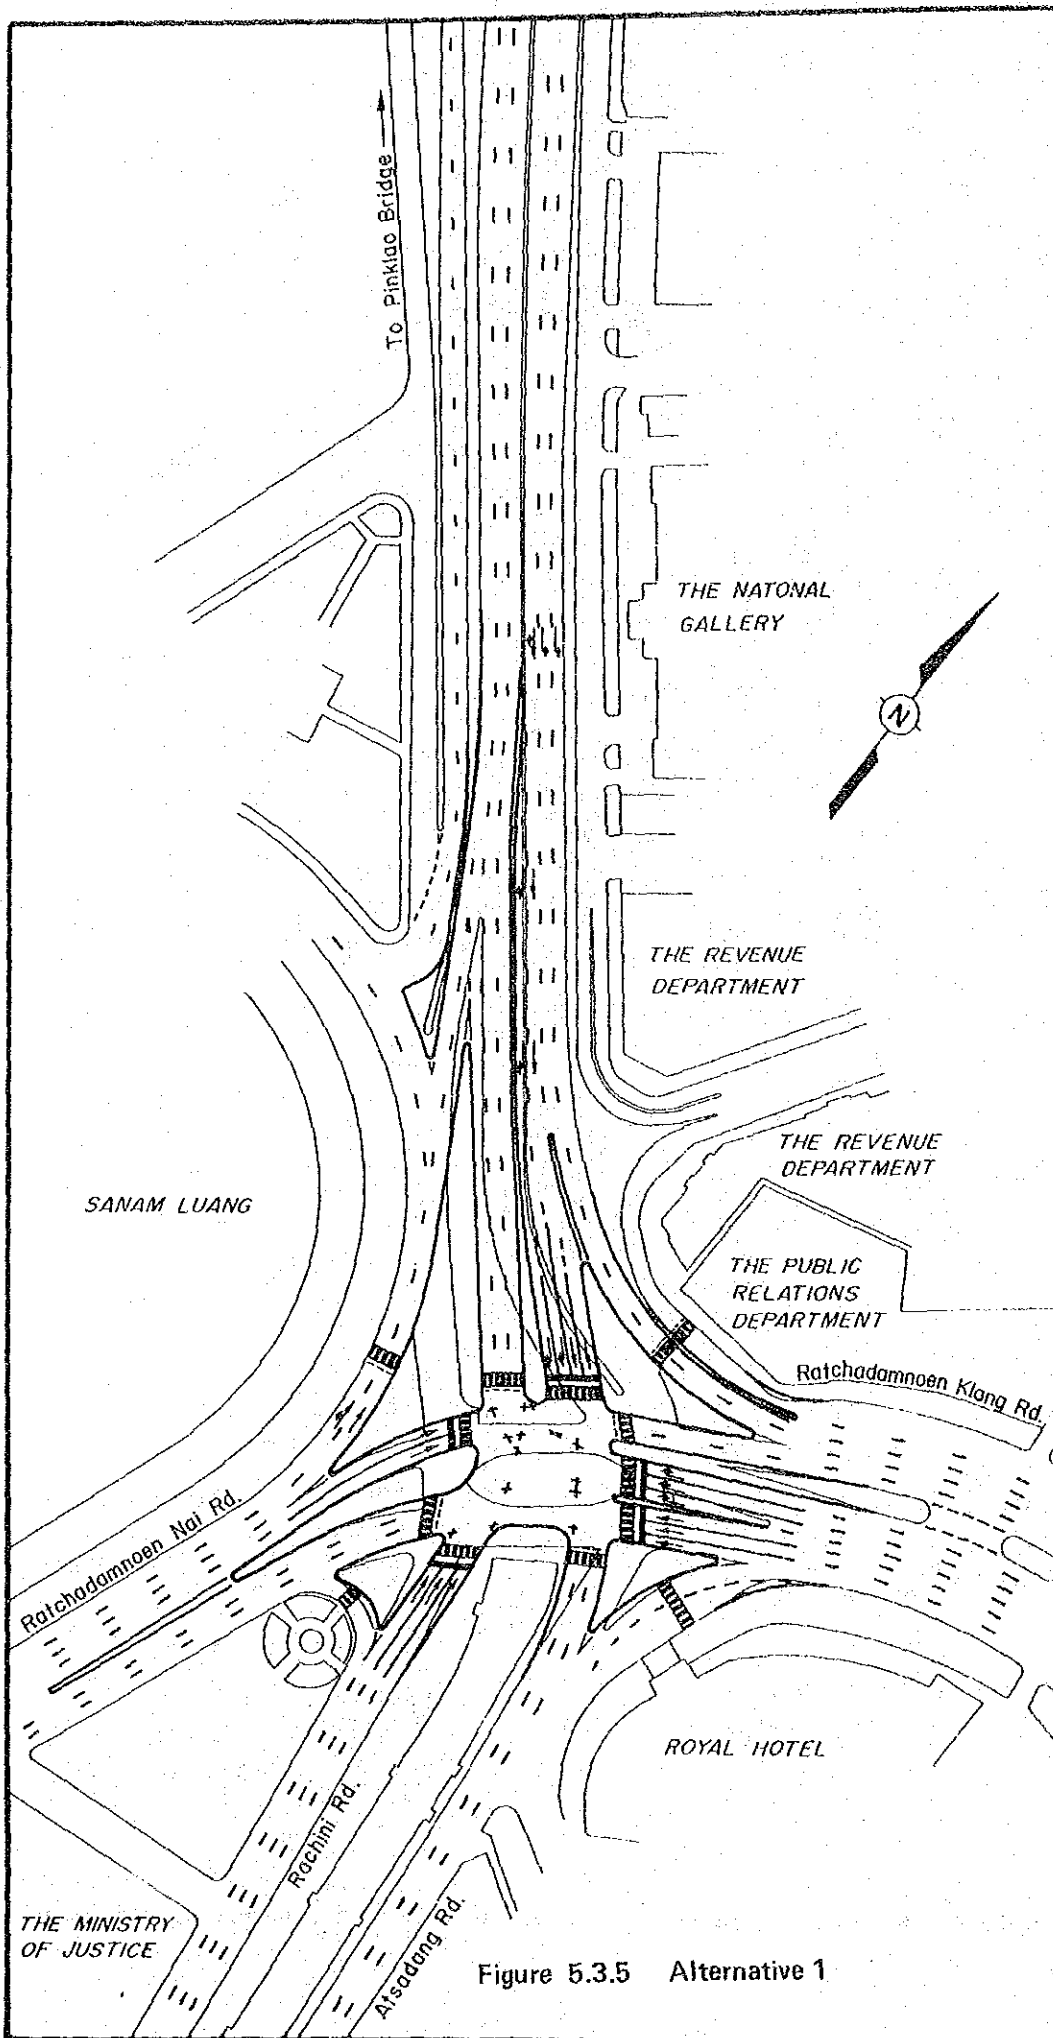 To Pinklao Bridge
THE NATONAL
GALLERY
N
THE REVENUE
DEPARTMENT
THE REVENUE
DEPARTMENT
SANAM LUANG
THE PUBLIC
RELATIONS
DEPARTMENT
Ratchadamnoen Klang Rd.
Ratchadamnoen Nai Rd.
ROYAL HOTEL
Rachini Rd.
Atsadang Rd.
THE MINISTRY
OF JUSTICE
Figure 5.3.5 Alternative 1